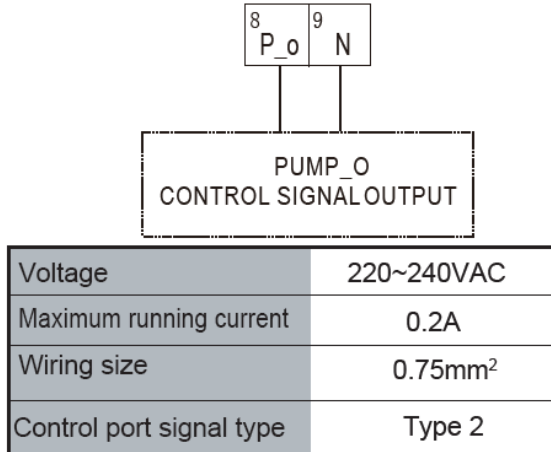 8 9
P_o N
PUMP_O
CONTROL SIGNAL OUTPUT
Voltage 220~240VAC
Maximum running current 0.2A
Wiring size 0.75mm²
Control port signal type Type 2